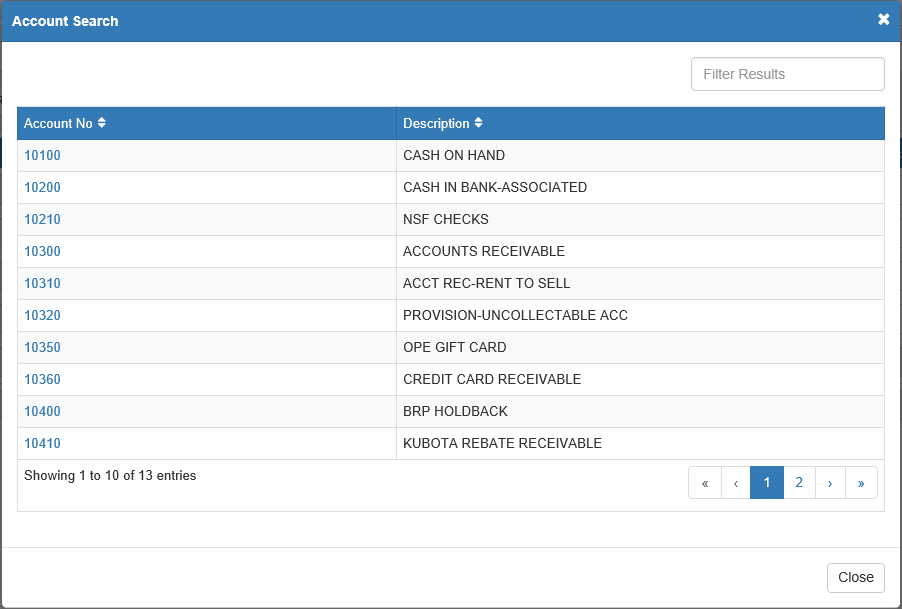 Account Search ✖
Filter Results
Account No Description
10100 CASH ON HAND
10200 CASH IN BANK-ASSOCIATED
10210 NSF CHECKS
10300 ACCOUNTS RECEIVABLE
10310 ACCT REC-RENT TO SELL
10320 PROVISION-UNCOLLECTABLE ACC
10350 OPE GIFT CARD
10360 CREDIT CARD RECEIVABLE
10400 BRP HOLDBACK
10410 KUBOTA REBATE RECEIVABLE
Showing 1 to 10 of 13 entries « ‹ 1 2 › »
Close